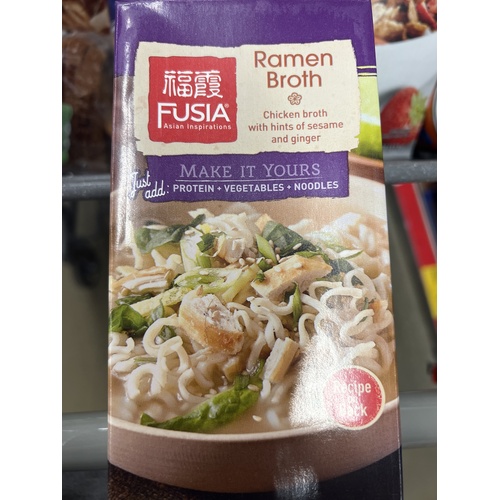 福霞
FUSIA®
Asian Inspirations
Ramen
Broth
Chicken broth
with hints of sesame
and ginger
MAKE IT YOURS
Just
add: PROTEIN + VEGETABLES + NOODLES
Recipe
on
Back